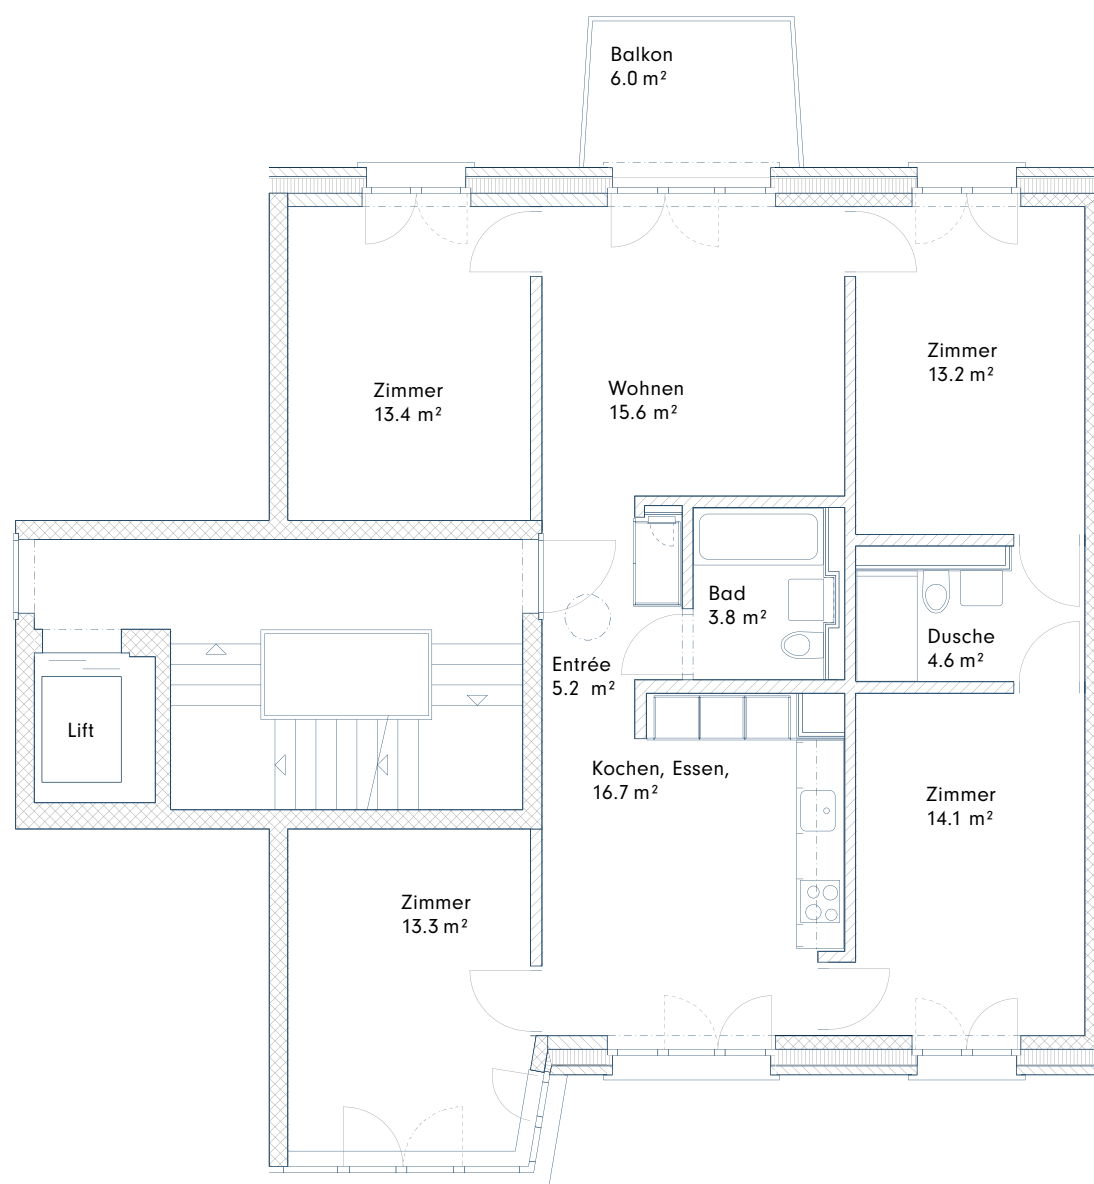 Balkon
6.0 m²
Zimmer
13.4 m²
Wohnen
15.6 m²
Zimmer
13.2 m²
Bad
3.8 m²
Dusche
4.6 m²
Entrée
5.2 m²
Lift
Kochen, Essen,
16.7 m²
Zimmer
14.1 m²
Zimmer
13.3 m²